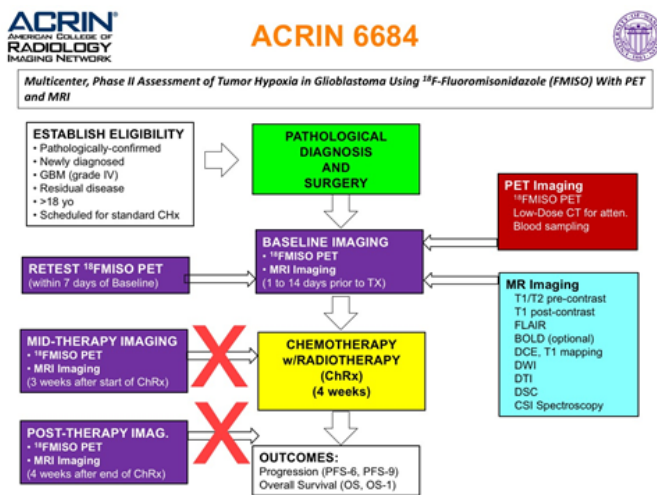 ACRIN®
AMERICAN COLLEGE OF
RADIOLOGY
IMAGING NETWORK
ACRIN 6684
Multicenter, Phase II Assessment of Tumor Hypoxia in Glioblastoma Using ¹⁸F-Fluoromisonidazole (FMISO) With PET
and MRI
ESTABLISH ELIGIBILITY
• Pathologically-confirmed
• Newly diagnosed
• GBM (grade IV)
• Residual disease
• >18 yo
• Scheduled for standard CHx
PATHOLOGICAL
DIAGNOSIS
AND
SURGERY
PET Imaging
¹⁸FMISO PET
Low-Dose CT for atten.
Blood sampling
BASELINE IMAGING
• ¹⁸FMISO PET
• MRI Imaging
(1 to 14 days prior to TX)
RETEST ¹⁸FMISO PET
(within 7 days of Baseline)
MR Imaging
T1/T2 pre-contrast
T1 post-contrast
FLAIR
BOLD (optional)
DCE, T1 mapping
DWI
DTI
DSC
CSI Spectroscopy
MID-THERAPY IMAGING
• ¹⁸FMISO PET
• MRI Imaging
(3 weeks after start of ChRx)
CHEMOTHERAPY
w/RADIOTHERAPY
(ChRx)
(4 weeks)
POST-THERAPY IMAG.
• ¹⁸FMISO PET
• MRI Imaging
(4 weeks after end of ChRx)
OUTCOMES:
Progression (PFS-6, PFS-9)
Overall Survival (OS, OS-1)